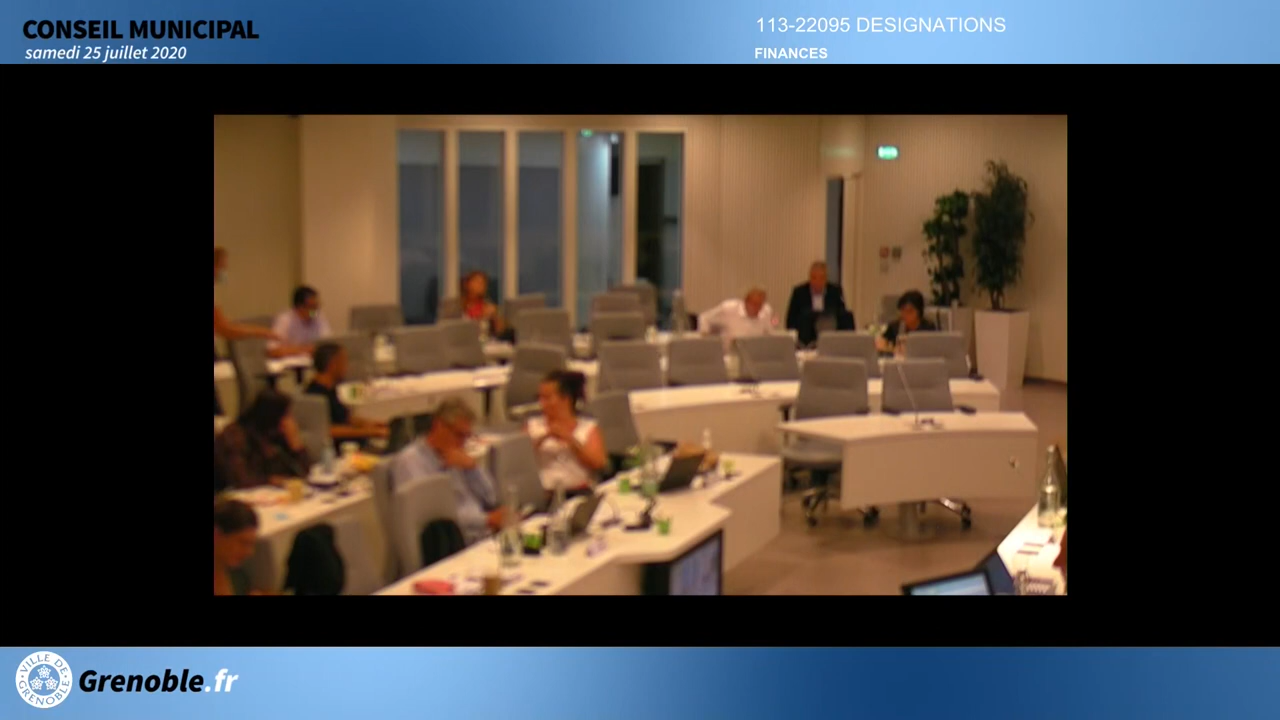 CONSEIL MUNICIPAL
samedi 25 juillet 2020
113-22095 DESIGNATIONS
FINANCES
VILLE DE
GRENOBLE
Grenoble.fr